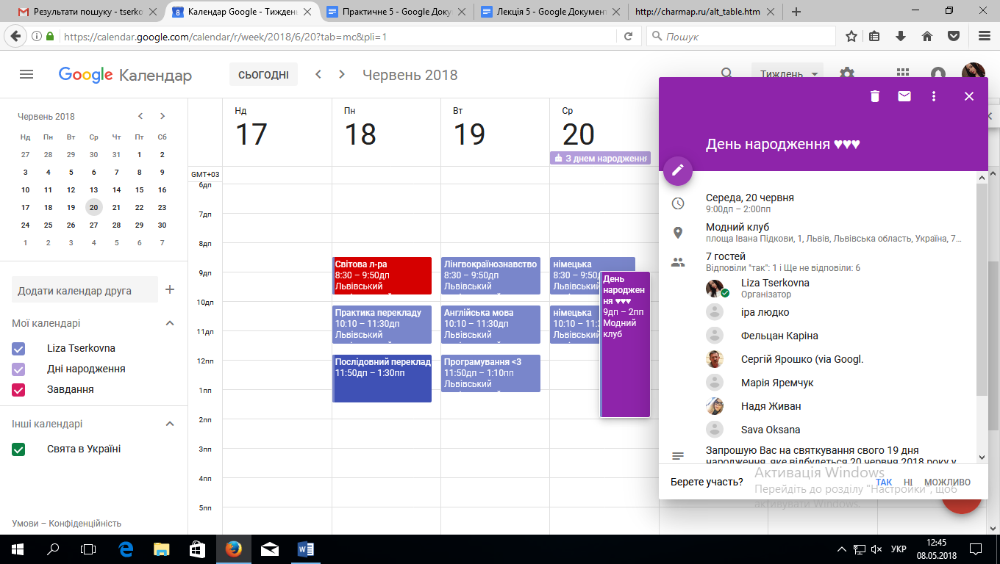 Результати пошуку - tserko
Календар Google - Тиждень
Практичне 5 - Google Доку
Лекція 5 - Google Документ
http://charmap.ru/alt_table.htm
https://calendar.google.com/calendar/r/week/2018/6/20?tab=mc&pli=1
Пошук
Google Календар
СЬОГОДНІ
Червень 2018
Тиждень
Червень 2018
Нд Пн Вт Ср Чт Пт Сб
27 28 29 30 31 1 2
3 4 5 6 7 8 9
10 11 12 13 14 15 16
17 18 19 20 21 22 23
24 25 26 27 28 29 30
1 2 3 4 5 6 7
Додати календар друга
Мої календарі
Liza Tserkovna
Дні народження
Завдання
Інші календарі
Свята в Україні
Умови – Конфіденційність
Нд Пн Вт Ср
17 18 19 20
З днем народження
GMT+03
6дп
7дп
8дп
9дп
10дп
11дп
12пп
1пп
2пп
3пп
4пп
5пп
Світова л-ра
8:30 – 9:50дп
Львівський
Практика перекладу
10:10 – 11:30дп
Львівський
Послідовний переклад
11:50дп – 1:30пп
Лінгвокраїнознавство
8:30 – 9:50дп
Львівський
Англійська мова
10:10 – 11:30дп
Львівський
Програмування <3
11:50дп – 1:10пп
Львівський
німецька
8:30 – 9:50д
Львівський
німецька
10:10 – 11:3
Львівський
День
народжен
ня ♥♥♥
9дп – 2пп
Модний
клуб
День народження ♥♥♥
Середа, 20 червня
9:00дп – 2:00пп
Модний клуб
площа Івана Підкови, 1, Львів, Львівська область, Україна, 7...
7 гостей
Відповіли "так": 1 і Ще не відповіли: 6
Liza Tserkovna
Організатор
іра людко
Фельцан Каріна
Сергій Ярошко (via Googl.
Марія Яремчук
Надя Живан
Sava Oksana
Запрошую Вас на святкування свого 19 дня
народження, яке відбудеться 20 червня 2018 року у
Берете участь?
ТАК
НІ
МОЖЛИВО
Активація Windows
Перейдіть до розділу "Настройки", щоб
активувати Windows.
УКР
12:45
08.05.2018